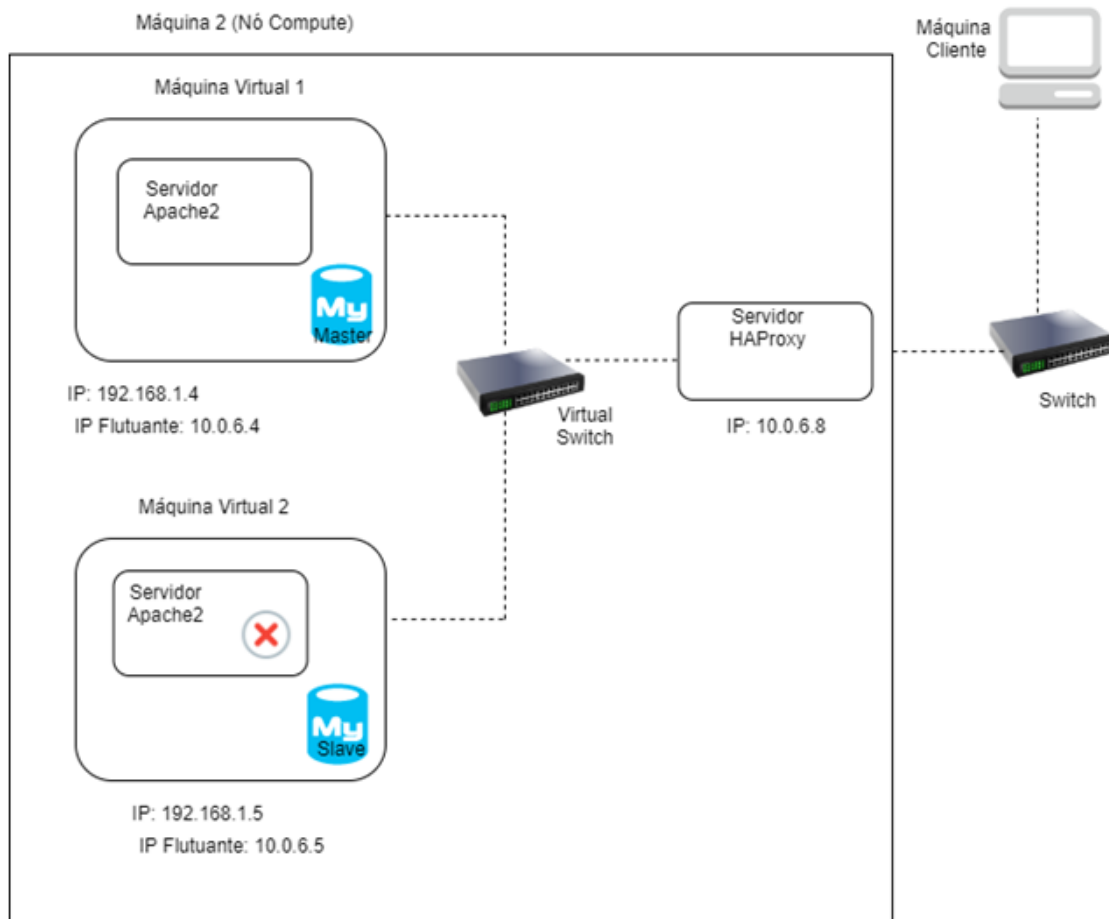 Máquina 2 (Nó Compute)
Máquina
Cliente
Máquina Virtual 1
Servidor
Apache2
My
Master
IP: 192.168.1.4
IP Flutuante: 10.0.6.4
Virtual
Switch
Servidor
HAProxy
IP: 10.0.6.8
Switch
Máquina Virtual 2
Servidor
Apache2
My
Slave
IP: 192.168.1.5
IP Flutuante: 10.0.6.5